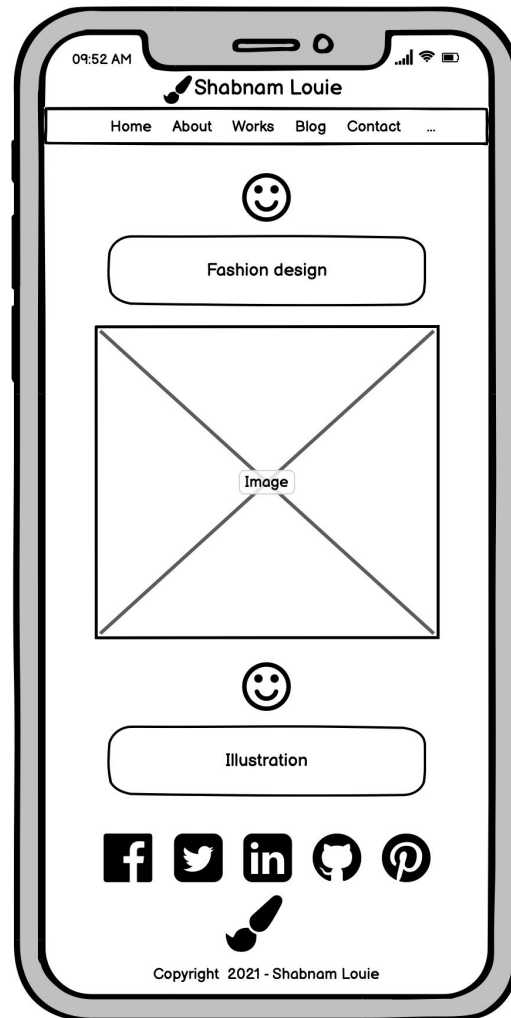 09:52 AM
Shabnam Louie
Home About Works Blog Contact ...
Fashion design
Image
Illustration
Copyright 2021 - Shabnam Louie